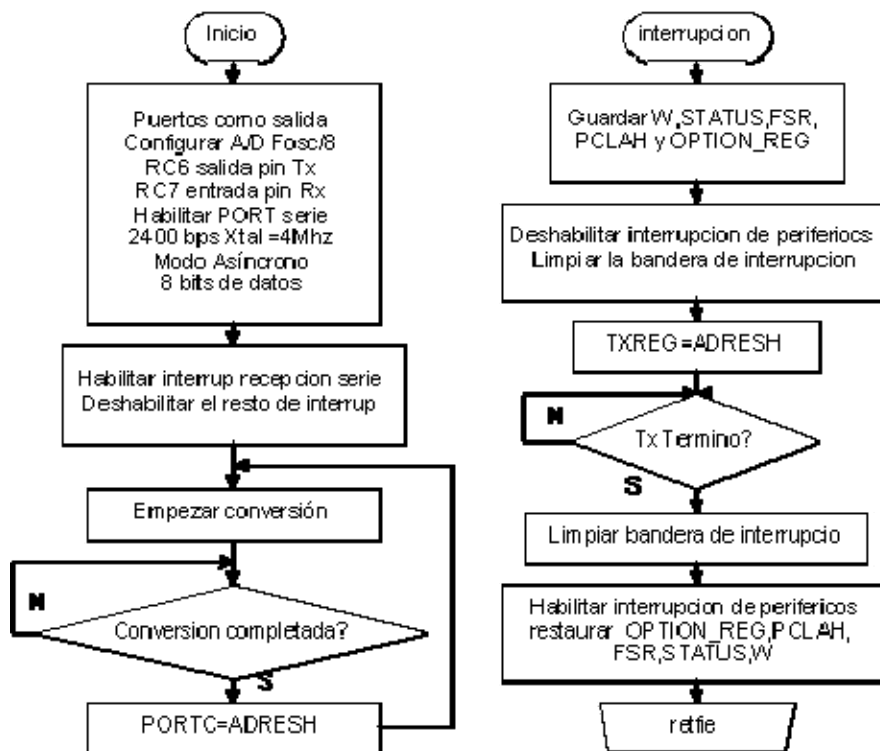 Inicio
Puertos como salida
Configurar A/D Fosc/8
RC6 salida pin Tx
RC7 entrada pin Rx
Habilitar PORT serie
2400 bps Xtal =4Mhz
Modo Asíncrono
8 bits de datos
Habilitar interrup recepcion serie
Deshabilitar el resto de interrup
Empezar conversión
N
Conversion completada?
S
PORTC=ADRESH
interrupcion
Guardar W,STATUS,FSR,
PCLAH y OPTION_REG
Deshabilitar interrupcion de periferiocs
Limpiar la bandera de interrupcion
TXREG=ADRESH
N
Tx Termino?
S
Limpiar bandera de interrupcio
Habilitar interrupcion de perifericos
restaurar OPTION_REG,PCLAH,
FSR,STATUS,W
retfie